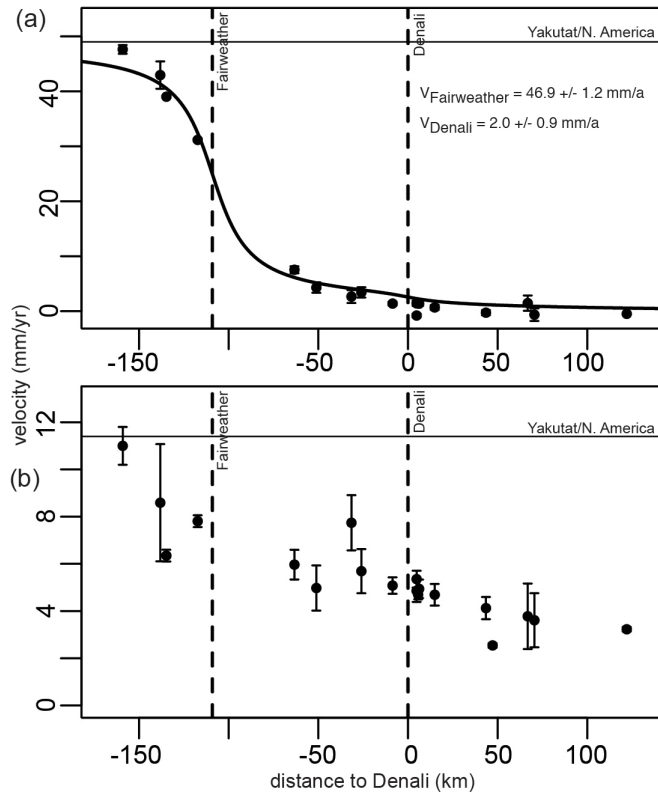 (a)
Yakutat/N. America
Fairweather
Denali
V Fairweather = 46.9 +/- 1.2 mm/a
V Denali = 2.0 +/- 0.9 mm/a
40
20
0
-150
-50
0
50
100
velocity (mm/yr)
(b)
Yakutat/N. America
Fairweather
Denali
12
8
4
0
-150
-50
0
50
100
distance to Denali (km)